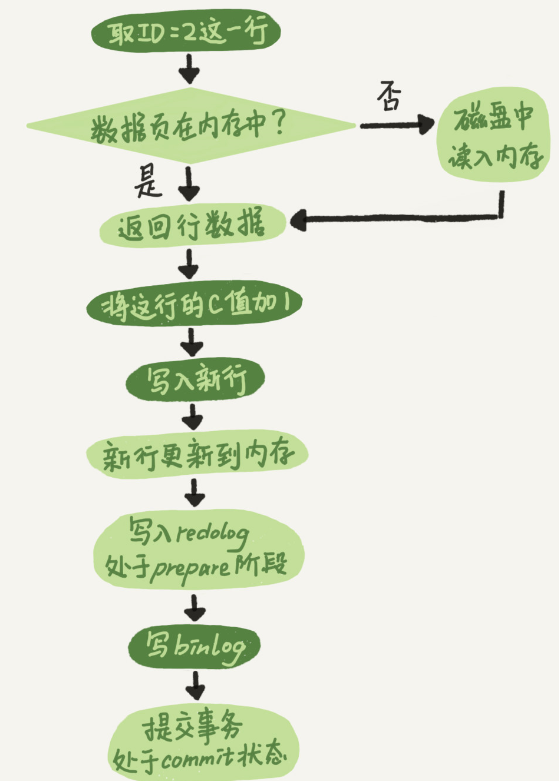 取ID=2这一行
数据页在内存中?
否
磁盘中
读入内存
是
返回行数据
将这行的C值加1
写入新行
新行更新到内存
写入redolog
处于prepare阶段
写binlog
提交事务
处于commit状态